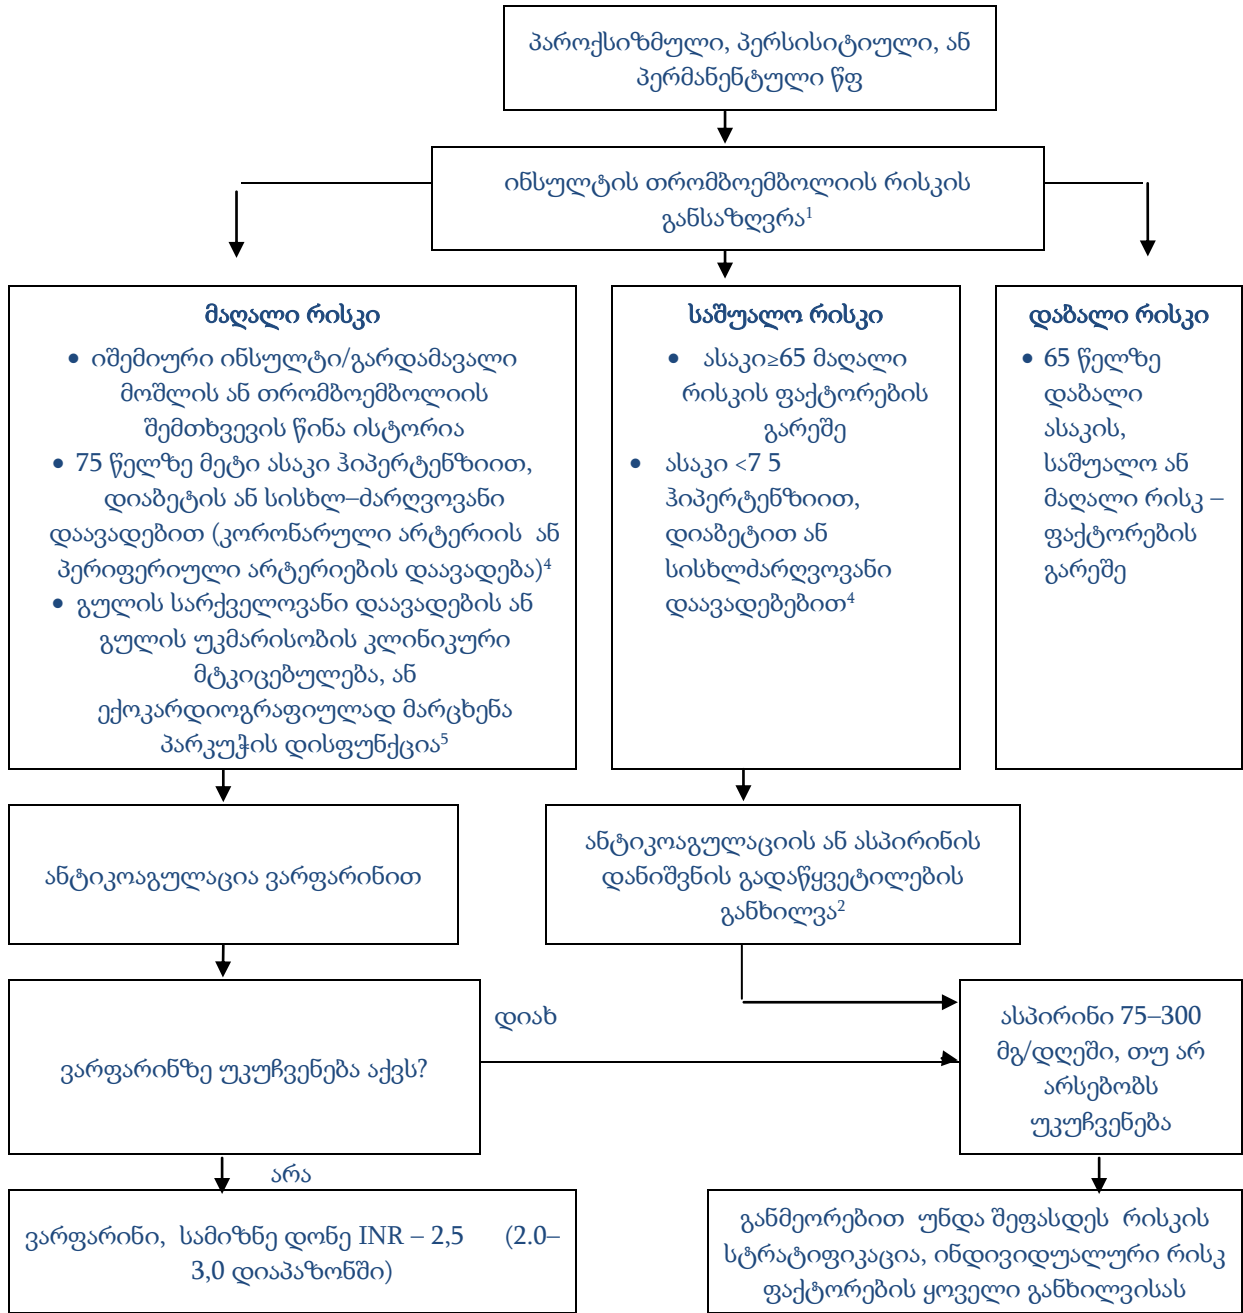 პაროქსიზმული, პერსისიტიული, ან
პერმანენტული წფ
ინსულტის თრომბოემბოლიის რისკის
განსაზღვრა¹
მაღალი რისკი
• იშემიური ინსულტი/გარდამავალი
მოშლის ან თრომბოემბოლიის
შემთხვევის წინა ისტორია
• 75 წელზე მეტი ასაკი ჰიპერტენზიით,
დიაბეტის ან სისხლ–ძარღვოვანი
დაავადებით (კორონარული არტერიის ან
პერიფერიული არტერიების დაავადება)⁴
• გულის სარქველოვანი დაავადების ან
გულის უკმარისობის კლინიკური
მტკიცებულება, ან
ექოკარდიოგრაფიულად მარცხენა
პარკუჭის დისფუნქცია⁵
საშუალო რისკი
• ასაკი≥65 მაღალი
რისკის ფაქტორების
გარეშე
• ასაკი <7 5
ჰიპერტენზიით,
დიაბეტით ან
სისხლძარღვოვანი
დაავადებებით⁴
დაბალი რისკი
• 65 წელზე
დაბალი
ასაკის,
საშუალო ან
მაღალი რისკ –
ფაქტორების
გარეშე
ანტიკოაგულაცია ვარფარინით
ანტიკოაგულაციის ან ასპირინის
დანიშვნის გადაწყვეტილების
განხილვა²
ვარფარინზე უკუჩვენება აქვს?
დიახ
ასპირინი 75–300
მგ/დღეში, თუ არ
არსებობს
უკუჩვენება
არა
ვარფარინი, სამიზნე დონე INR – 2,5 (2.0–
3,0 დიაპაზონში)
განმეორებით უნდა შეფასდეს რისკის
სტრატიფიკაცია, ინდივიდუალური რისკ
ფაქტორების ყოველი განხილვისას